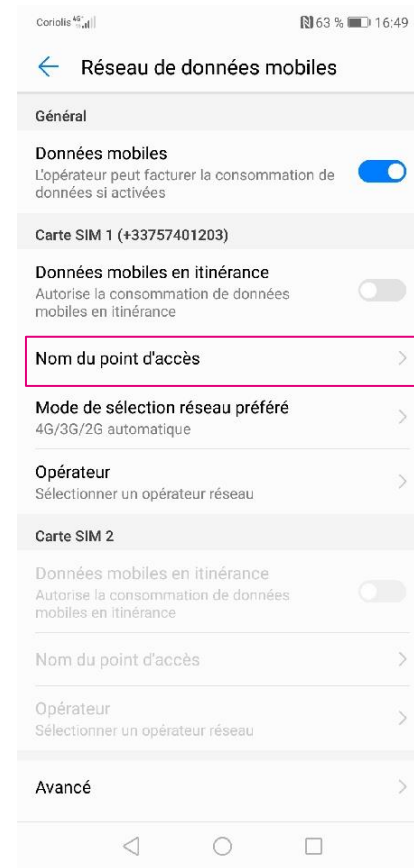 Coriolis 4G 63 % 16:49
Réseau de données mobiles
Général
Données mobiles
L'opérateur peut facturer la consommation de
données si activées
Carte SIM 1 (+33757401203)
Données mobiles en itinérance
Autorise la consommation de données
mobiles en itinérance
Nom du point d'accès
Mode de sélection réseau préféré
4G/3G/2G automatique
Opérateur
Sélectionner un opérateur réseau
Carte SIM 2
Données mobiles en itinérance
Autorise la consommation de données
mobiles en itinérance
Nom du point d'accès
Opérateur
Sélectionner un opérateur réseau
Avancé